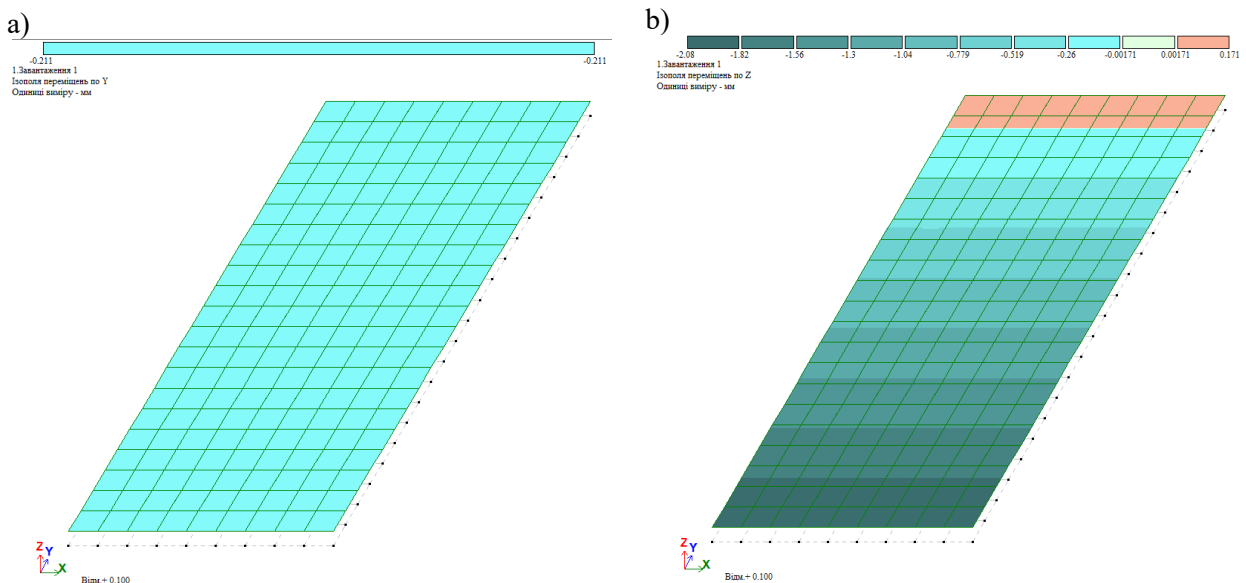 a)
-0.211 -0.211
1.Завантаження 1
Ізополя переміщень по Y
Одиниці виміру - мм
Z Y X
Відм.+ 0.100
b)
-2.08 -1.82 -1.56 -1.3 -1.04 -0.779 -0.519 -0.26 -0.00171 0.00171 0.171
1.Завантаження 1
Ізополя переміщень по Z
Одиниці виміру - мм
Z Y X
Відм.+ 0.100